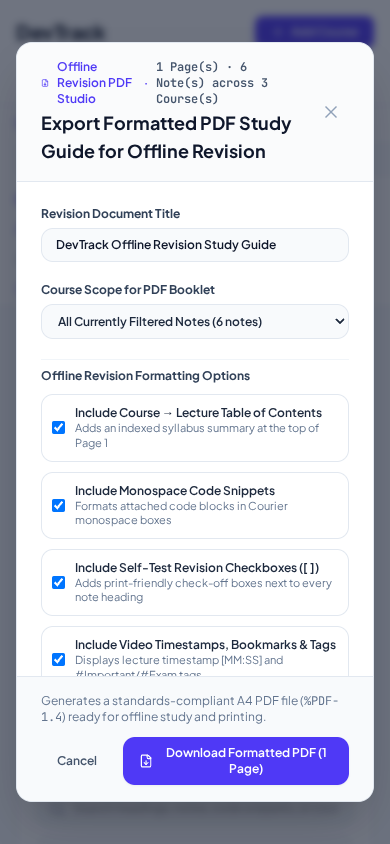 DevTrack
Offline
Revision PDF
Studio
·
1 Page(s) · 6
Note(s) across 3
Course(s)
Export Formatted PDF Study
Guide for Offline Revision
Revision Document Title
DevTrack Offline Revision Study Guide
Course Scope for PDF Booklet
All Currently Filtered Notes (6 notes)
Offline Revision Formatting Options
Include Course → Lecture Table of Contents
Adds an indexed syllabus summary at the top of
Page 1
Include Monospace Code Snippets
Formats attached code blocks in Courier
monospace boxes
Include Self-Test Revision Checkboxes ([ ])
Adds print-friendly check-off boxes next to every
note heading
Include Video Timestamps, Bookmarks & Tags
Displays lecture timestamp [MM:SS] and
#Important/#Exam tags
Generates a standards-compliant A4 PDF file (%PDF-
1.4) ready for offline study and printing.
Cancel
Download Formatted PDF (1
Page)